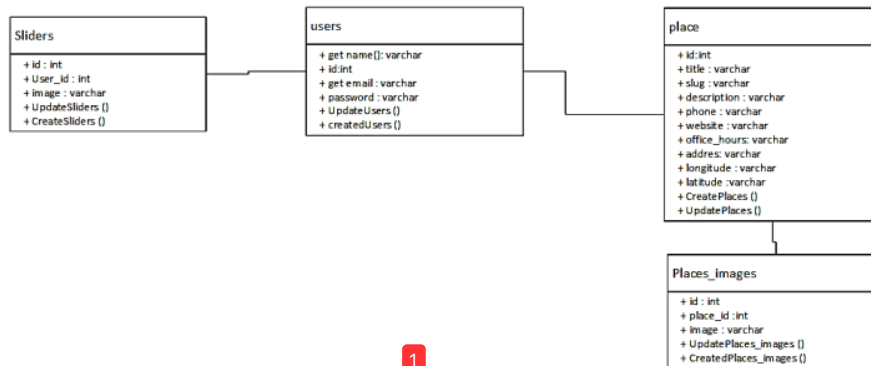 Sliders
+ id : int
+ User_id : int
+ image : varchar
+ UpdateSliders ()
+ CreateSliders ()
users
+ get name(): varchar
+ id:int
+ get email : varchar
+ password : varchar
+ UpdateUsers ()
+ createdUsers ()
place
+ id:int
+ title : varchar
+ slug : varchar
+ description : varchar
+ phone : varchar
+ website : varchar
+ office_hours: varchar
+ addres: varchar
+ longitude : varchar
+ latitude :varchar
+ CreatePlaces ()
+ UpdatePlaces ()
Places_images
+ id : int
+ place_id :int
+ image : varchar
+ UpdatePlaces_images ()
+ CreatedPlaces_images ()
1